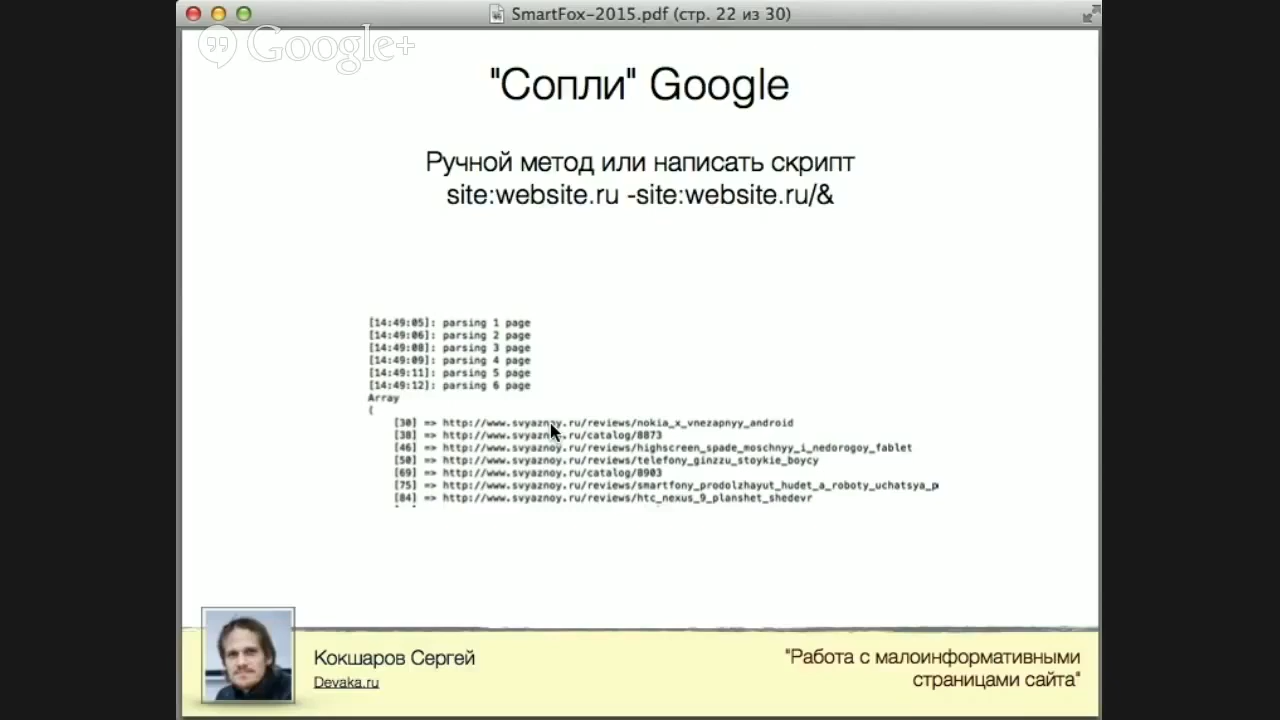 SmartFox-2015.pdf (стр. 22 из 30)
Google+
"Сопли" Google
Ручной метод или написать скрипт
site:website.ru -site:website.ru/&
[14:49:05]: parsing 1 page
[14:49:06]: parsing 2 page
[14:49:08]: parsing 3 page
[14:49:09]: parsing 4 page
[14:49:11]: parsing 5 page
[14:49:12]: parsing 6 page
Array
(
[30] => http://www.svyaznoy.ru/reviews/nokia_x_vnezapnyy_android
[38] => http://www.svyaznoy.ru/catalog/8873
[46] => http://www.svyaznoy.ru/reviews/highscreen_spade_moschnyy_i_nedorogoy_fablet
[50] => http://www.svyaznoy.ru/reviews/telefony_ginzzu_stoykie_boycy
[69] => http://www.svyaznoy.ru/catalog/8903
[75] => http://www.svyaznoy.ru/reviews/smartfony_prodolzhayut_hudet_a_roboty_uchatsya_p
[84] => http://www.svyaznoy.ru/reviews/htc_nexus_9_planshet_shedevr
Кокшаров Сергей
Devaka.ru
"Работа с малоинформативными
страницами сайта"